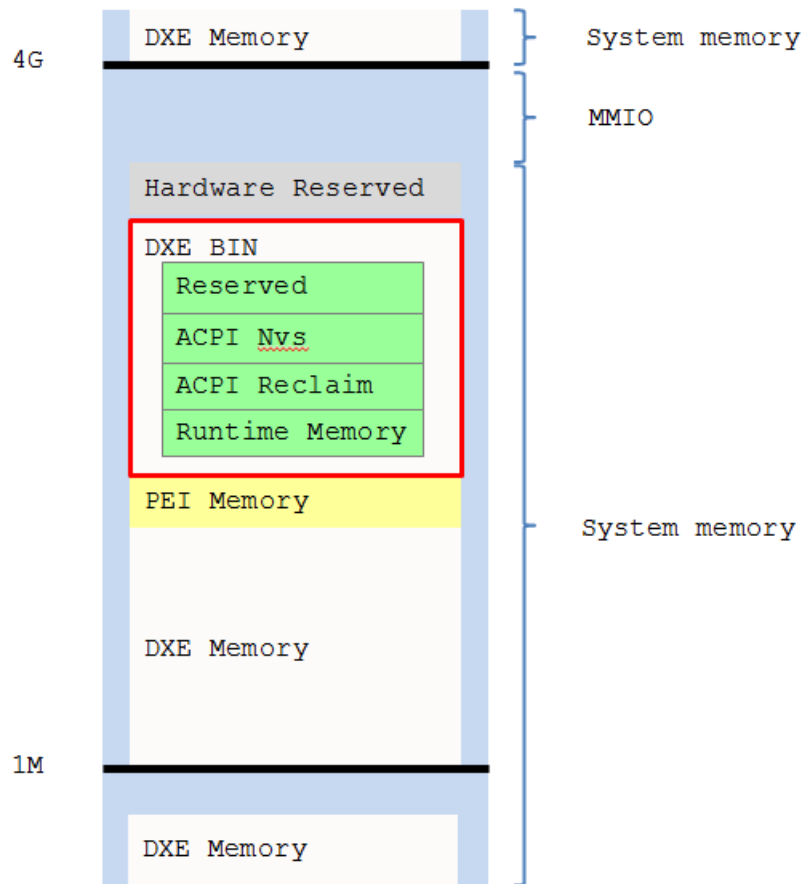 DXE Memory
System memory
4G
MMIO
Hardware Reserved
DXE BIN
Reserved
ACPI Nvs
ACPI Reclaim
Runtime Memory
PEI Memory
System memory
DXE Memory
1M
DXE Memory